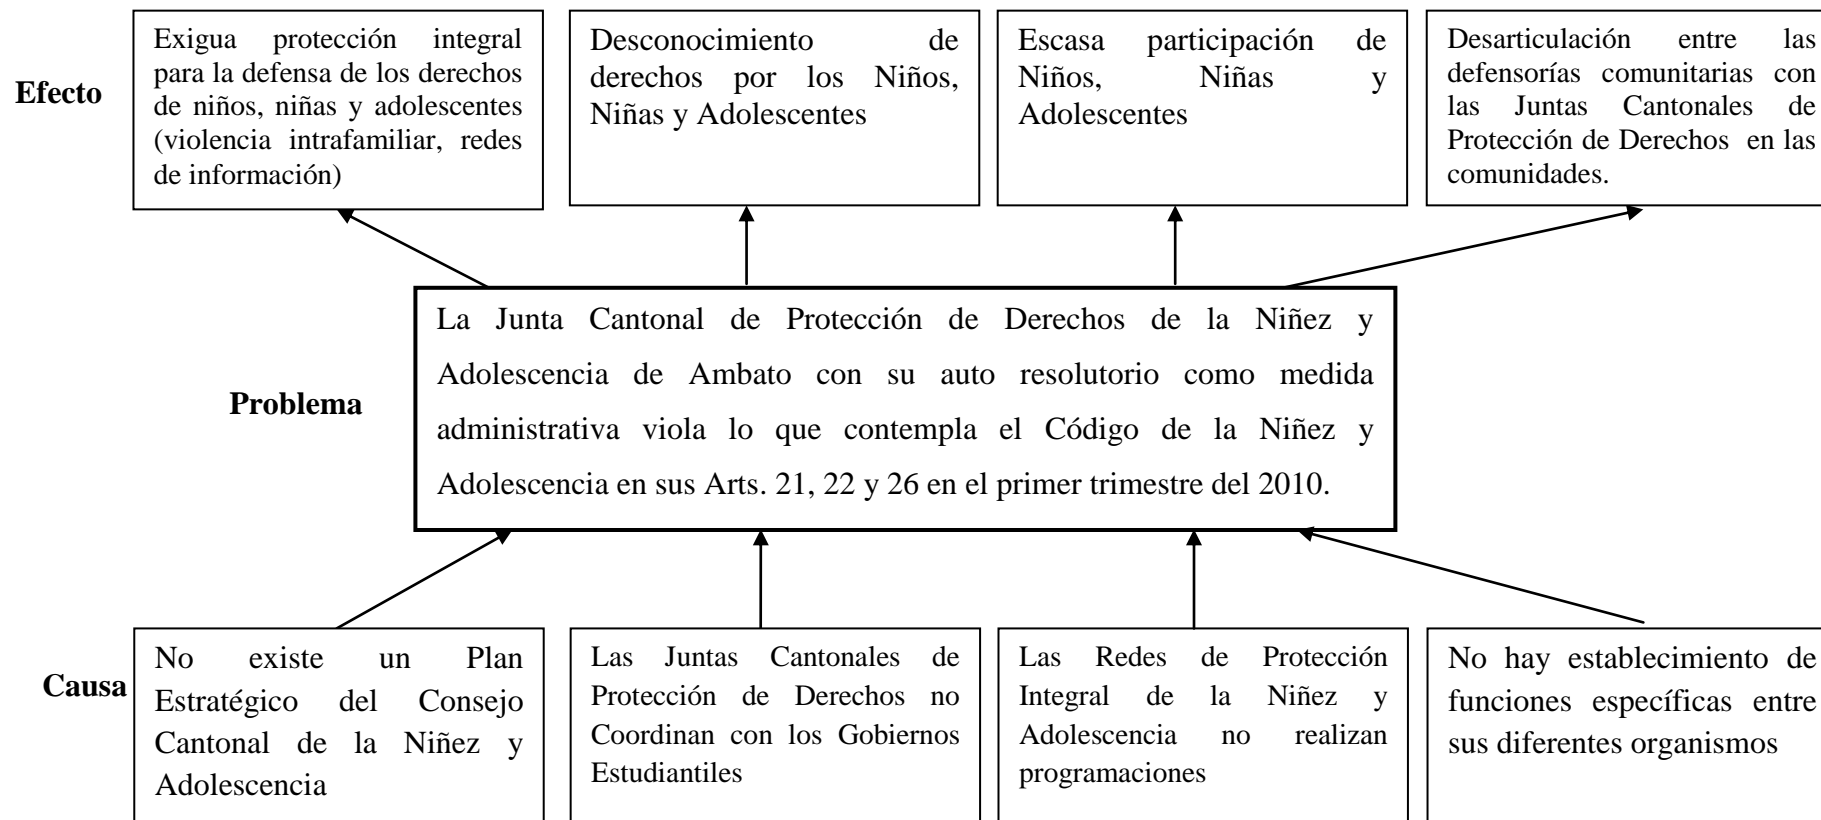 Efecto
Exigua protección integral
para la defensa de los derechos
de niños, niñas y adolescentes
(violencia intrafamiliar, redes
de información)
Desconocimiento de
derechos por los Niños,
Niñas y Adolescentes
Escasa participación de
Niños, Niñas y
Adolescentes
Desarticulación entre las
defensorías comunitarias con
las Juntas Cantonales de
Protección de Derechos en las
comunidades.
Problema
La Junta Cantonal de Protección de Derechos de la Niñez y
Adolescencia de Ambato con su auto resolutorio como medida
administrativa viola lo que contempla el Código de la Niñez y
Adolescencia en sus Arts. 21, 22 y 26 en el primer trimestre del 2010.
Causa
No existe un Plan
Estratégico del Consejo
Cantonal de la Niñez y
Adolescencia
Las Juntas Cantonales de
Protección de Derechos no
Coordinan con los Gobiernos
Estudiantiles
Las Redes de Protección
Integral de la Niñez y
Adolescencia no realizan
programaciones
No hay establecimiento de
funciones específicas entre
sus diferentes organismos